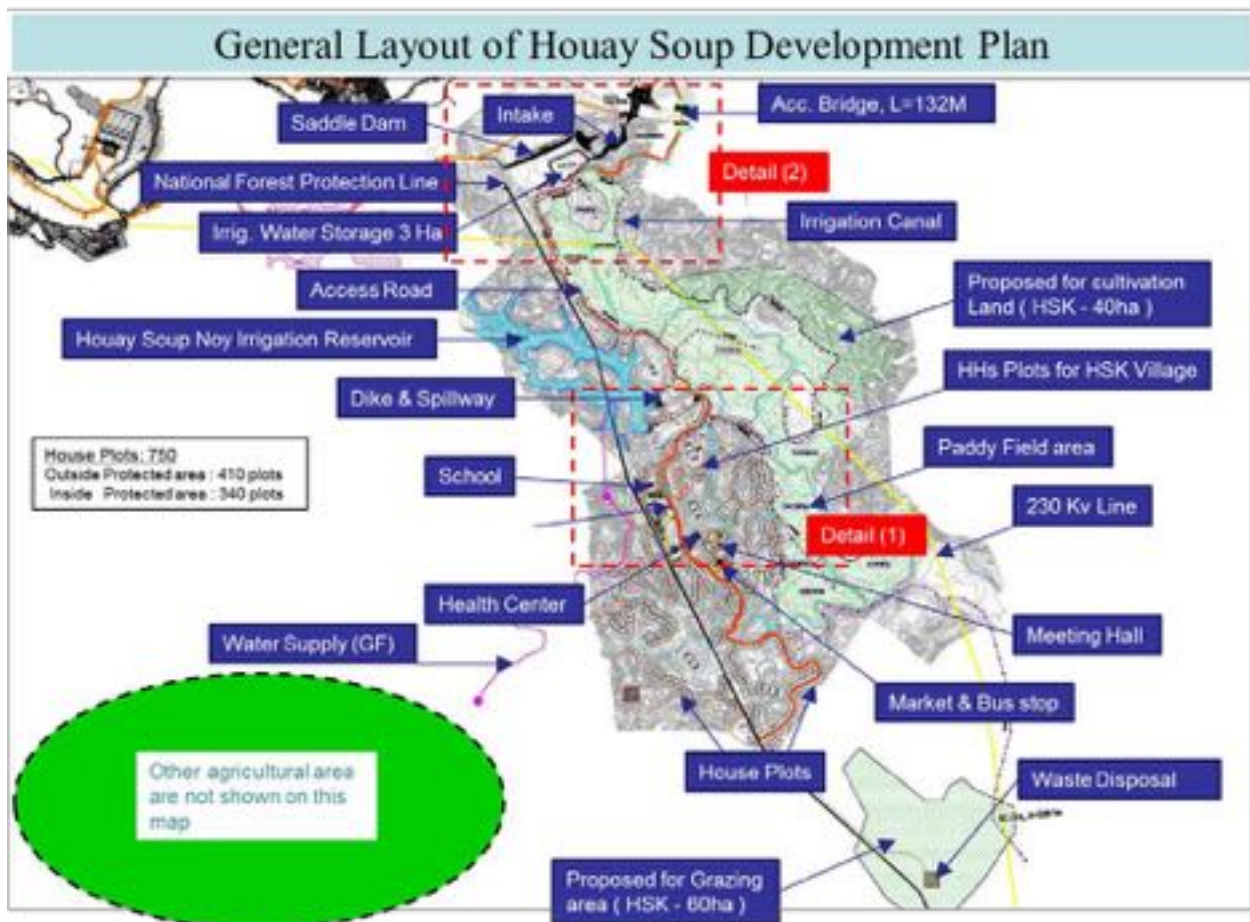 General Layout of Houay Soup Development Plan
Saddle Dam
Intake
Acc. Bridge, L=132M
National Forest Protection Line
Detail (2)
Irrig. Water Storage 3 Ha
Irrigation Canal
Access Road
Proposed for cultivation
Land ( HSK - 40ha )
Houay Soup Noy Irrigation Reservoir
HHs Plots for HSK Village
Dike & Spillway
House Plots: 750
Outside Protected area : 410 plots
Inside Protected area : 340 plots
School
Paddy Field area
230 Kv Line
Detail (1)
Health Center
Water Supply (GF)
Meeting Hall
Market & Bus stop
House Plots
Waste Disposal
Other agricultural area
are not shown on this
map
Proposed for Grazing
area ( HSK - 60ha )